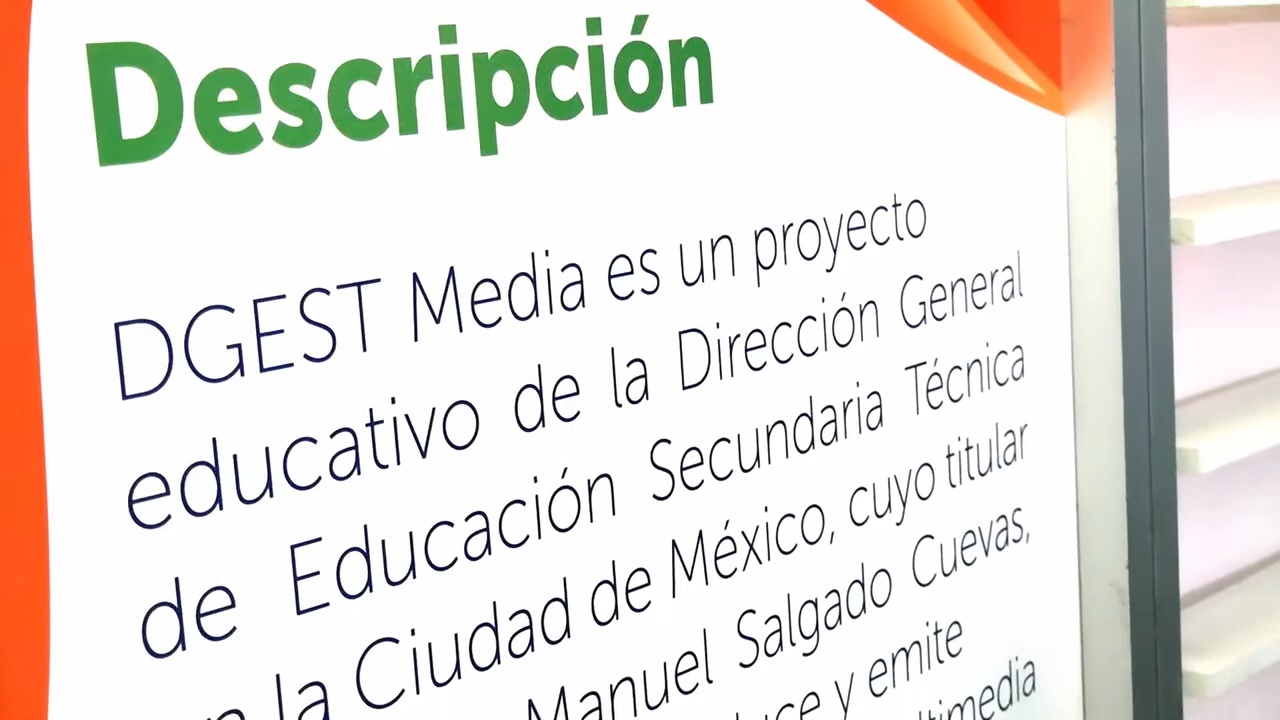 Descripción
DGEST Media es un proyecto
educativo de la Dirección General
de Educación Secundaria Técnica
la Ciudad de México, cuyo titular
Manuel Salgado Cuevas,
y emite